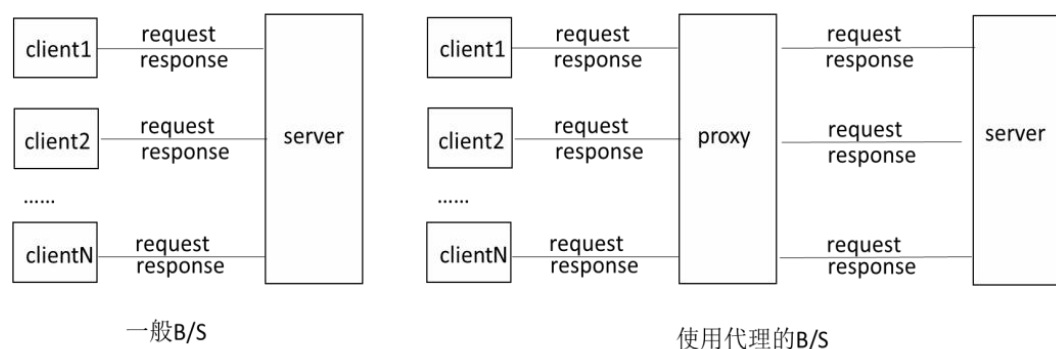 client1
request
response
client2
request
response
......
clientN
request
response
server
一般B/S
client1
request
response
client2
request
response
......
clientN
request
response
proxy
request
response
request
response
request
response
server
使用代理的B/S